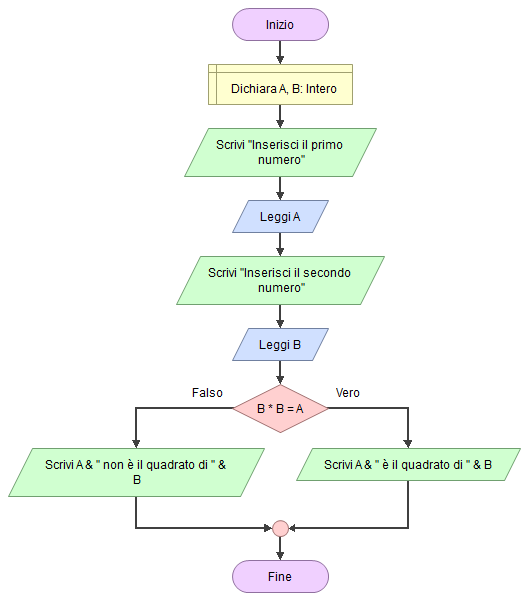 Inizio
Dichiara A, B: Intero
Scrivi "Inserisci il primo
numero"
Leggi A
Scrivi "Inserisci il secondo
numero"
Leggi B
Falso
Vero
B * B = A
Scrivi A & " non è il quadrato di " &
B
Scrivi A & " è il quadrato di " & B
Fine